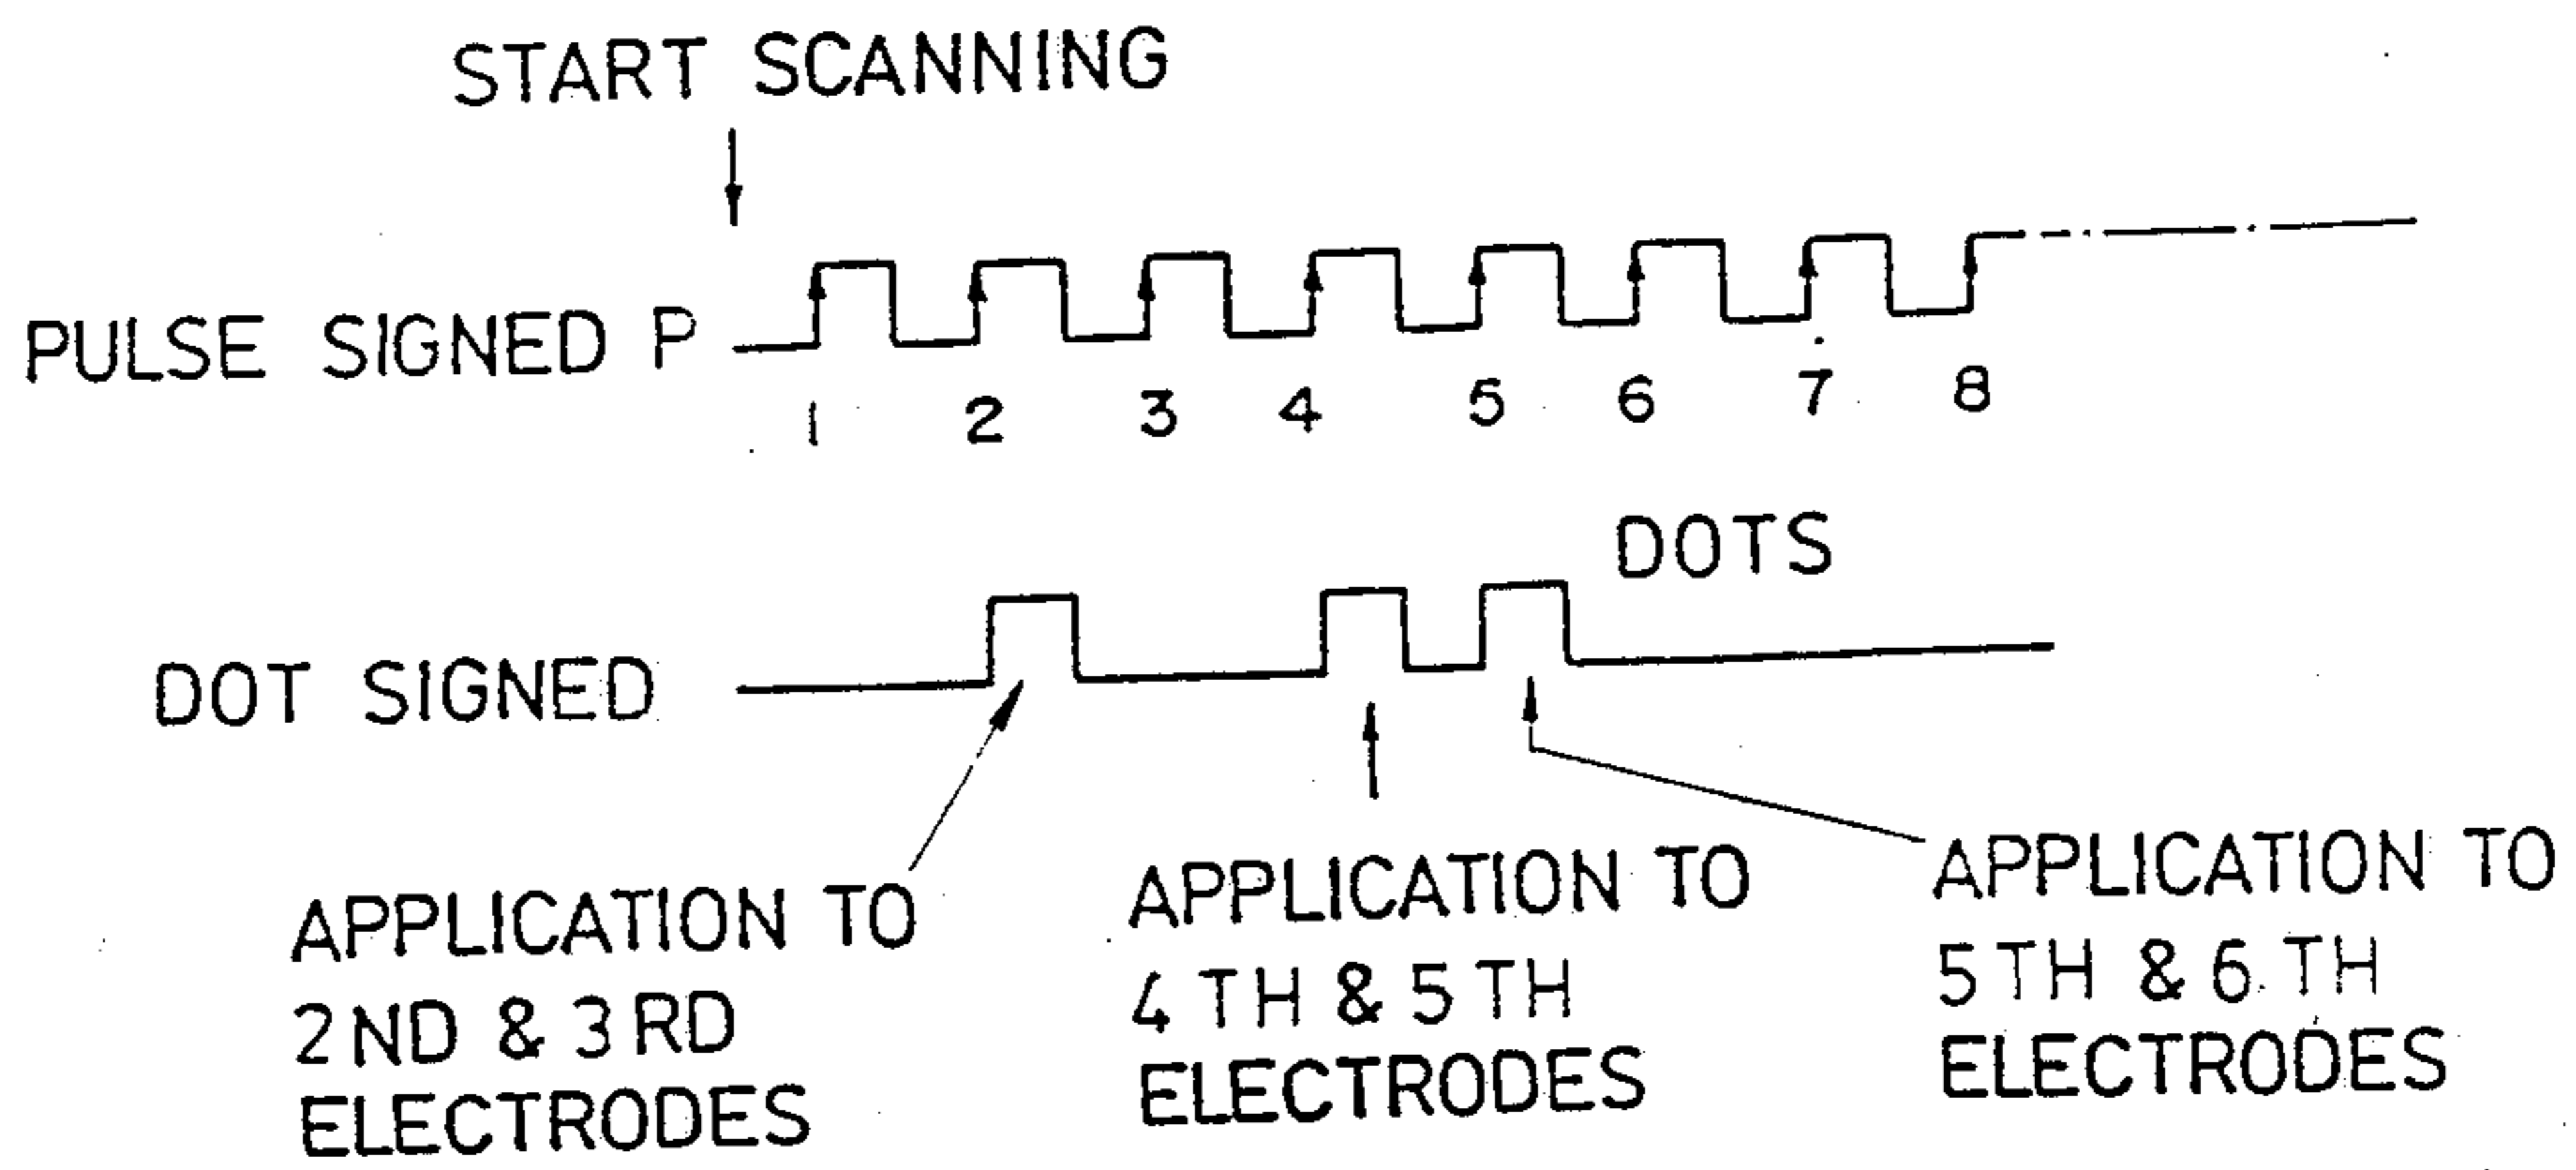 START SCANNING
PULSE SIGNED P
1 2 3 4 5 6 7 8
DOTS
DOT SIGNED
APPLICATION TO
2ND & 3RD
ELECTRODES
APPLICATION TO
4TH & 5TH
ELECTRODES
APPLICATION TO
5TH & 6TH
ELECTRODES